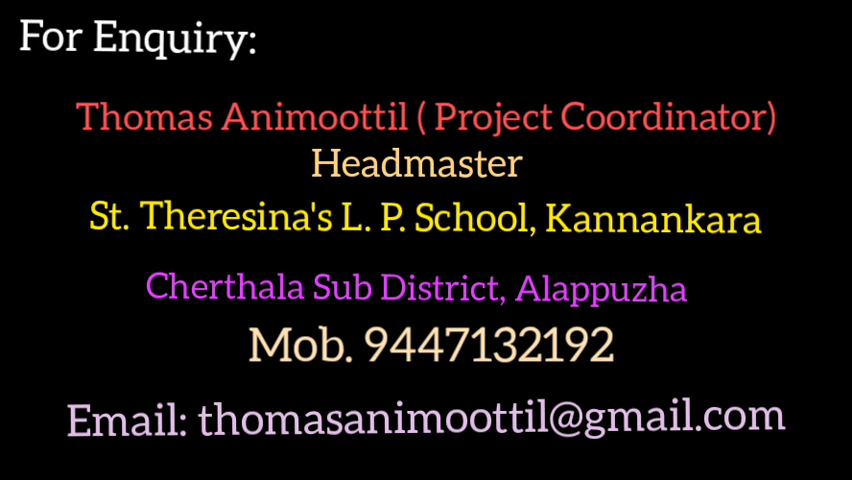 For Enquiry:
Thomas Animoottil ( Project Coordinator)
Headmaster
St. Theresina's L. P. School, Kannankara
Cherthala Sub District, Alappuzha
Mob. 9447132192
Email: thomasanimoottil@gmail.com